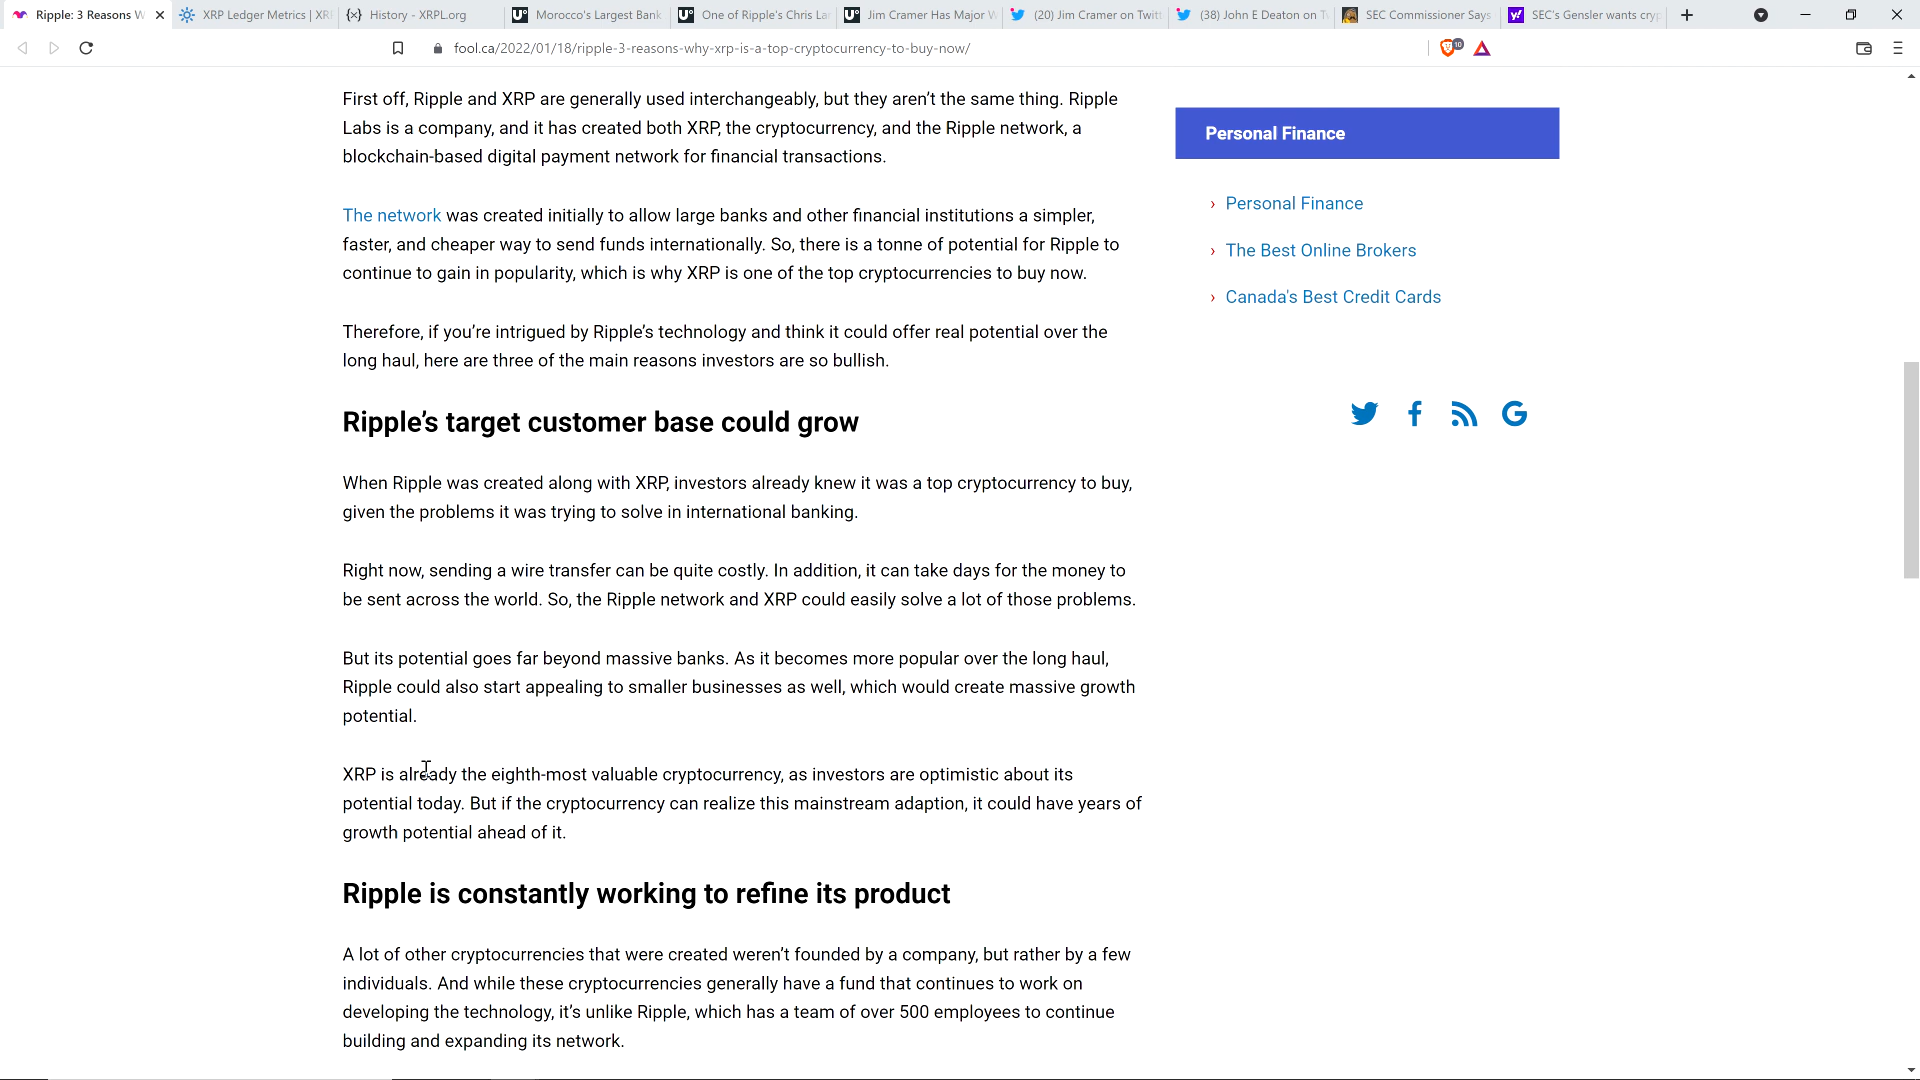 Ripple: 3 Reasons W
XRP Ledger Metrics | XR
History - XRPL.org
Morocco's Largest Bank
One of Ripple's Chris La
Jim Cramer Has Major W
(20) Jim Cramer on Twitt
(38) John E Deaton on T
SEC Commissioner Says
SEC's Gensler wants cryp
fool.ca/2022/01/18/ripple-3-reasons-why-xrp-is-a-top-cryptocurrency-to-buy-now/
10
First off, Ripple and XRP are generally used interchangeably, but they aren’t the same thing. Ripple
Labs is a company, and it has created both XRP, the cryptocurrency, and the Ripple network, a
blockchain-based digital payment network for financial transactions.
The network was created initially to allow large banks and other financial institutions a simpler,
faster, and cheaper way to send funds internationally. So, there is a tonne of potential for Ripple to
continue to gain in popularity, which is why XRP is one of the top cryptocurrencies to buy now.
Therefore, if you’re intrigued by Ripple’s technology and think it could offer real potential over the
long haul, here are three of the main reasons investors are so bullish.
Ripple’s target customer base could grow
When Ripple was created along with XRP, investors already knew it was a top cryptocurrency to buy,
given the problems it was trying to solve in international banking.
Right now, sending a wire transfer can be quite costly. In addition, it can take days for the money to
be sent across the world. So, the Ripple network and XRP could easily solve a lot of those problems.
But its potential goes far beyond massive banks. As it becomes more popular over the long haul,
Ripple could also start appealing to smaller businesses as well, which would create massive growth
potential.
XRP is already the eighth-most valuable cryptocurrency, as investors are optimistic about its
potential today. But if the cryptocurrency can realize this mainstream adaption, it could have years of
growth potential ahead of it.
Ripple is constantly working to refine its product
A lot of other cryptocurrencies that were created weren’t founded by a company, but rather by a few
individuals. And while these cryptocurrencies generally have a fund that continues to work on
developing the technology, it’s unlike Ripple, which has a team of over 500 employees to continue
building and expanding its network.
Personal Finance
Personal Finance
The Best Online Brokers
Canada's Best Credit Cards